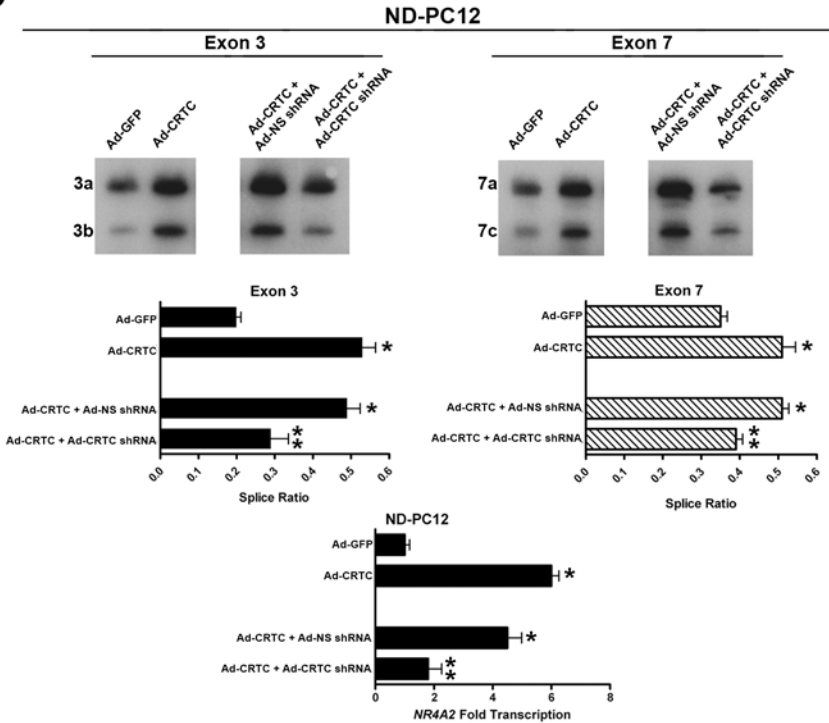 ND-PC12
Exon 3
Exon 7
Ad-GFP
Ad-CRTC
Ad-CRTC +
Ad-NS shRNA
Ad-CRTC +
Ad-CRTC shRNA
Ad-GFP
Ad-CRTC
Ad-CRTC +
Ad-NS shRNA
Ad-CRTC +
Ad-CRTC shRNA
3a
3b
7a
7c
Exon 3
Ad-GFP
Ad-CRTC
*
Ad-CRTC + Ad-NS shRNA
*
Ad-CRTC + Ad-CRTC shRNA
**
0.0 0.1 0.2 0.3 0.4 0.5 0.6
Splice Ratio
Exon 7
Ad-GFP
Ad-CRTC
*
Ad-CRTC + Ad-NS shRNA
*
Ad-CRTC + Ad-CRTC shRNA
**
0.0 0.1 0.2 0.3 0.4 0.5 0.6
Splice Ratio
ND-PC12
Ad-GFP
Ad-CRTC
*
Ad-CRTC + Ad-NS shRNA
*
Ad-CRTC + Ad-CRTC shRNA
**
0 2 4 6 8
NR4A2 Fold Transcription